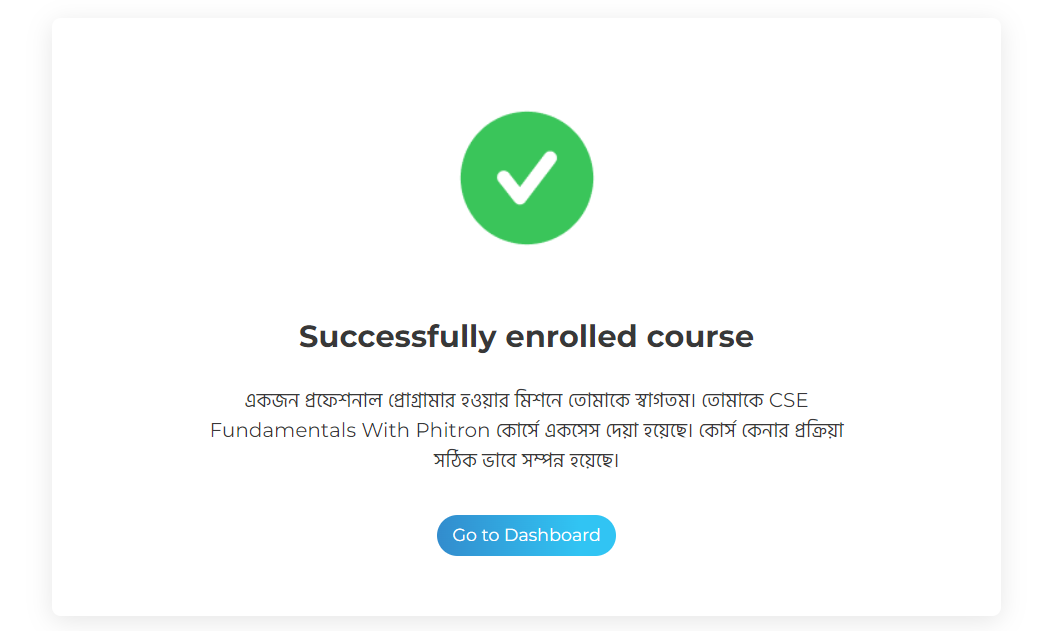 Successfully enrolled course
একজন প্রফেশনাল প্রোগ্রামার হওয়ার মিশনে তোমাকে স্বাগতম। তোমাকে CSE
Fundamentals With Phitron কোর্সে একসেস দেয়া হয়েছে। কোর্স কেনার প্রক্রিয়া
সঠিক ভাবে সম্পন্ন হয়েছে।
Go to Dashboard